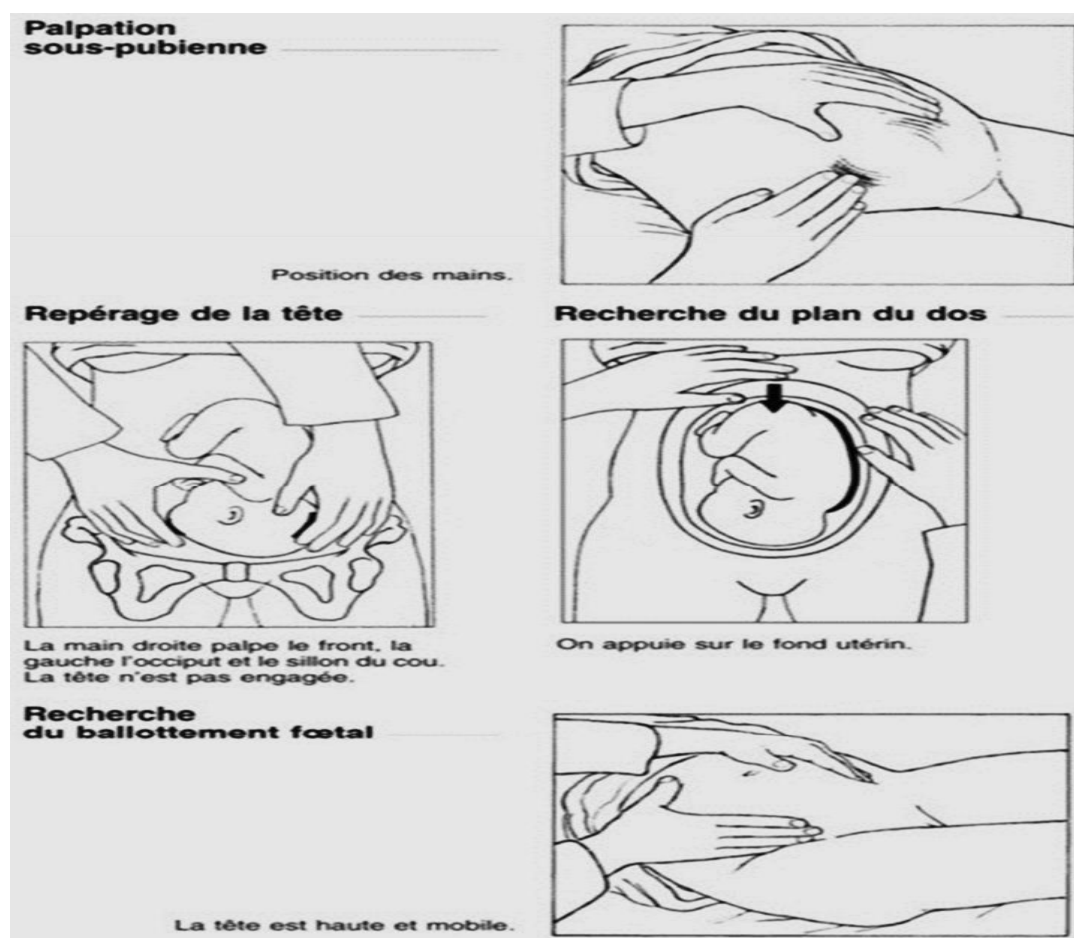 Palpation
sous-pubienne
Position des mains.
Repérage de la tête
La main droite palpe le front, la
gauche l'occiput et le sillon du cou.
La tête n'est pas engagée.
Recherche du plan du dos
On appuie sur le fond utérin.
Recherche
du ballottement fœtal
La tête est haute et mobile.